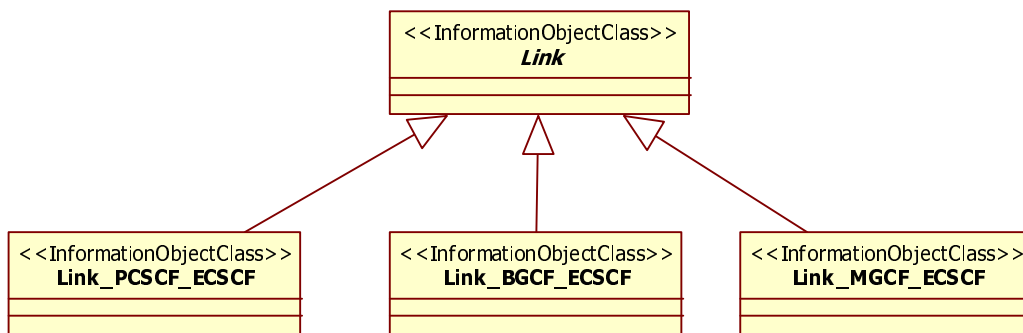 <<InformationObjectClass>>
Link
<<InformationObjectClass>>
Link_PCSCF_ECSCF
<<InformationObjectClass>>
Link_BGCF_ECSCF
<<InformationObjectClass>>
Link_MGCF_ECSCF